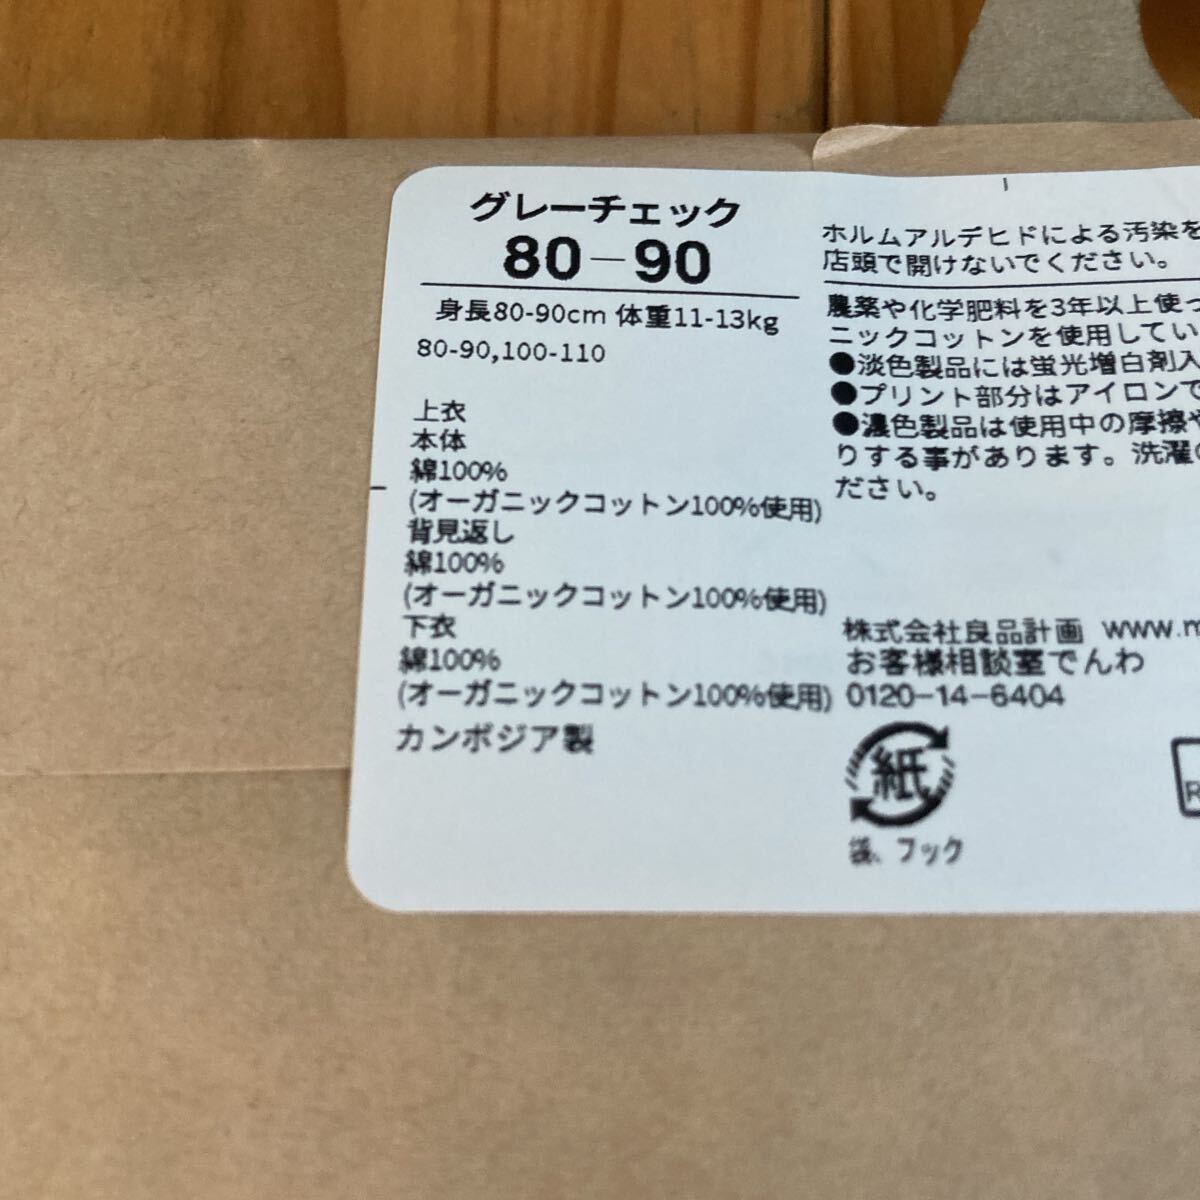 グレーチェック
80-90
身長80-90cm 体重11-13kg
80-90,100-110
上衣
本体
綿100%
(オーガニックコットン100%使用)
背見返し
綿100%
(オーガニックコットン100%使用)
下衣
綿100%
(オーガニックコットン100%使用)
カンボジア製
ホルムアルデヒドによる汚染を
店頭で開けないでください。
農薬や化学肥料を3年以上使っ
ニックコットンを使用してい
●淡色製品には蛍光増白剤入
●プリント部分はアイロンで
●濃色製品は使用中の摩擦や
りする事があります。洗濯の
ださい。
株式会社良品計画 www.m
お客様相談室でんわ
0120-14-6404
紙
袋、フック
R